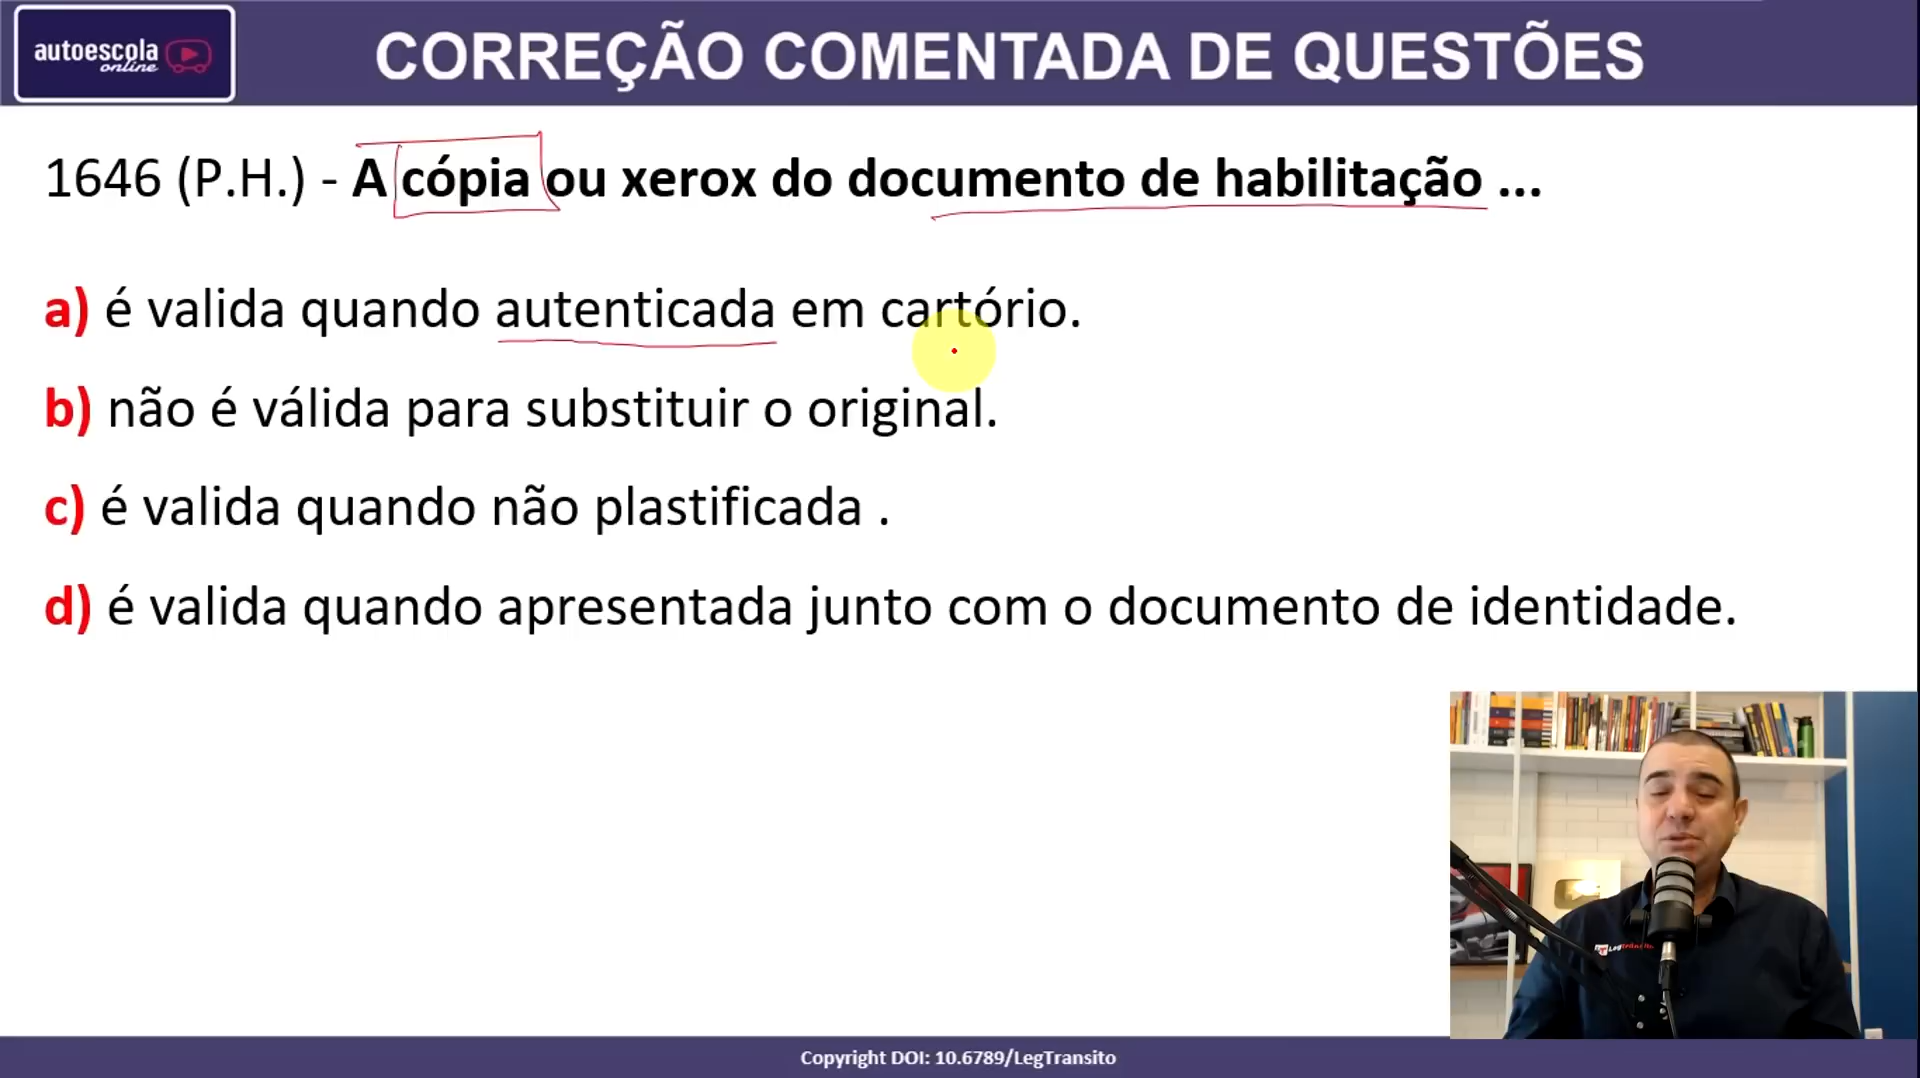 autoescola
online
CORREÇÃO COMENTADA DE QUESTÕES
1646 (P.H.) - A cópia ou xerox do documento de habilitação ...
a) é valida quando autenticada em cartório.
b) não é válida para substituir o original.
c) é valida quando não plastificada .
d) é valida quando apresentada junto com o documento de identidade.
LegTrânsito
Copyright DOI: 10.6789/LegTransito